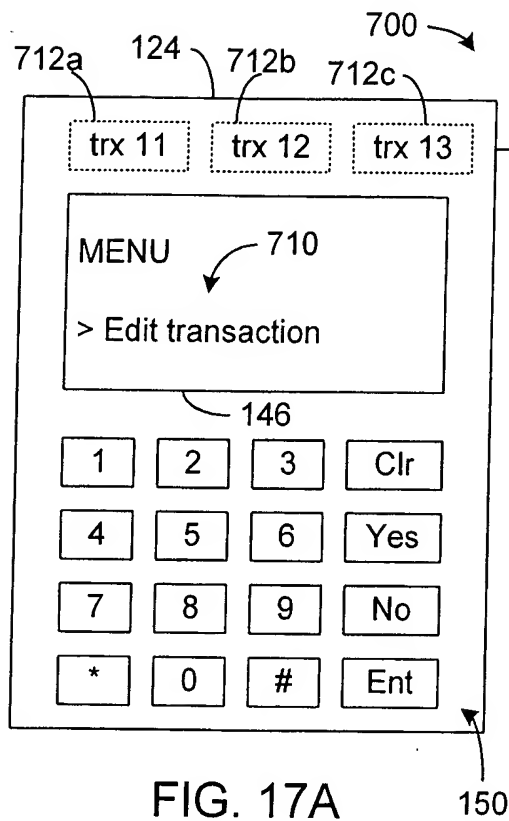 700
712a 124 712b 712c
trx 11 trx 12 trx 13
MENU 710
> Edit transaction
146
1 2 3 Clr
4 5 6 Yes
7 8 9 No
* 0 # Ent
FIG. 17A 150